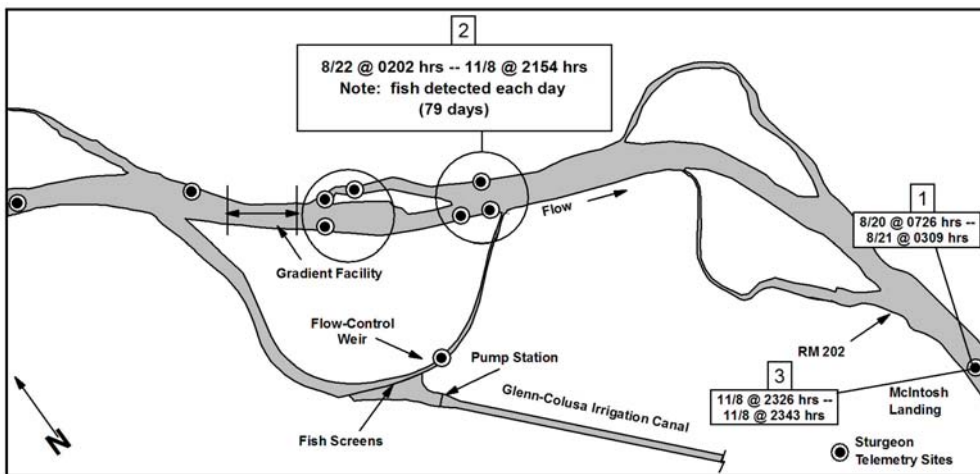 2
8/22 @ 0202 hrs -- 11/8 @ 2154 hrs
Note: fish detected each day
(79 days)
1
8/20 @ 0726 hrs --
8/21 @ 0309 hrs
Flow
Gradient Facility
Flow-Control
Weir
Pump Station
RM 202
3
11/8 @ 2326 hrs --
11/8 @ 2343 hrs
McIntosh
Landing
Glenn-Colusa Irrigation Canal
Fish Screens
N
Sturgeon
Telemetry Sites